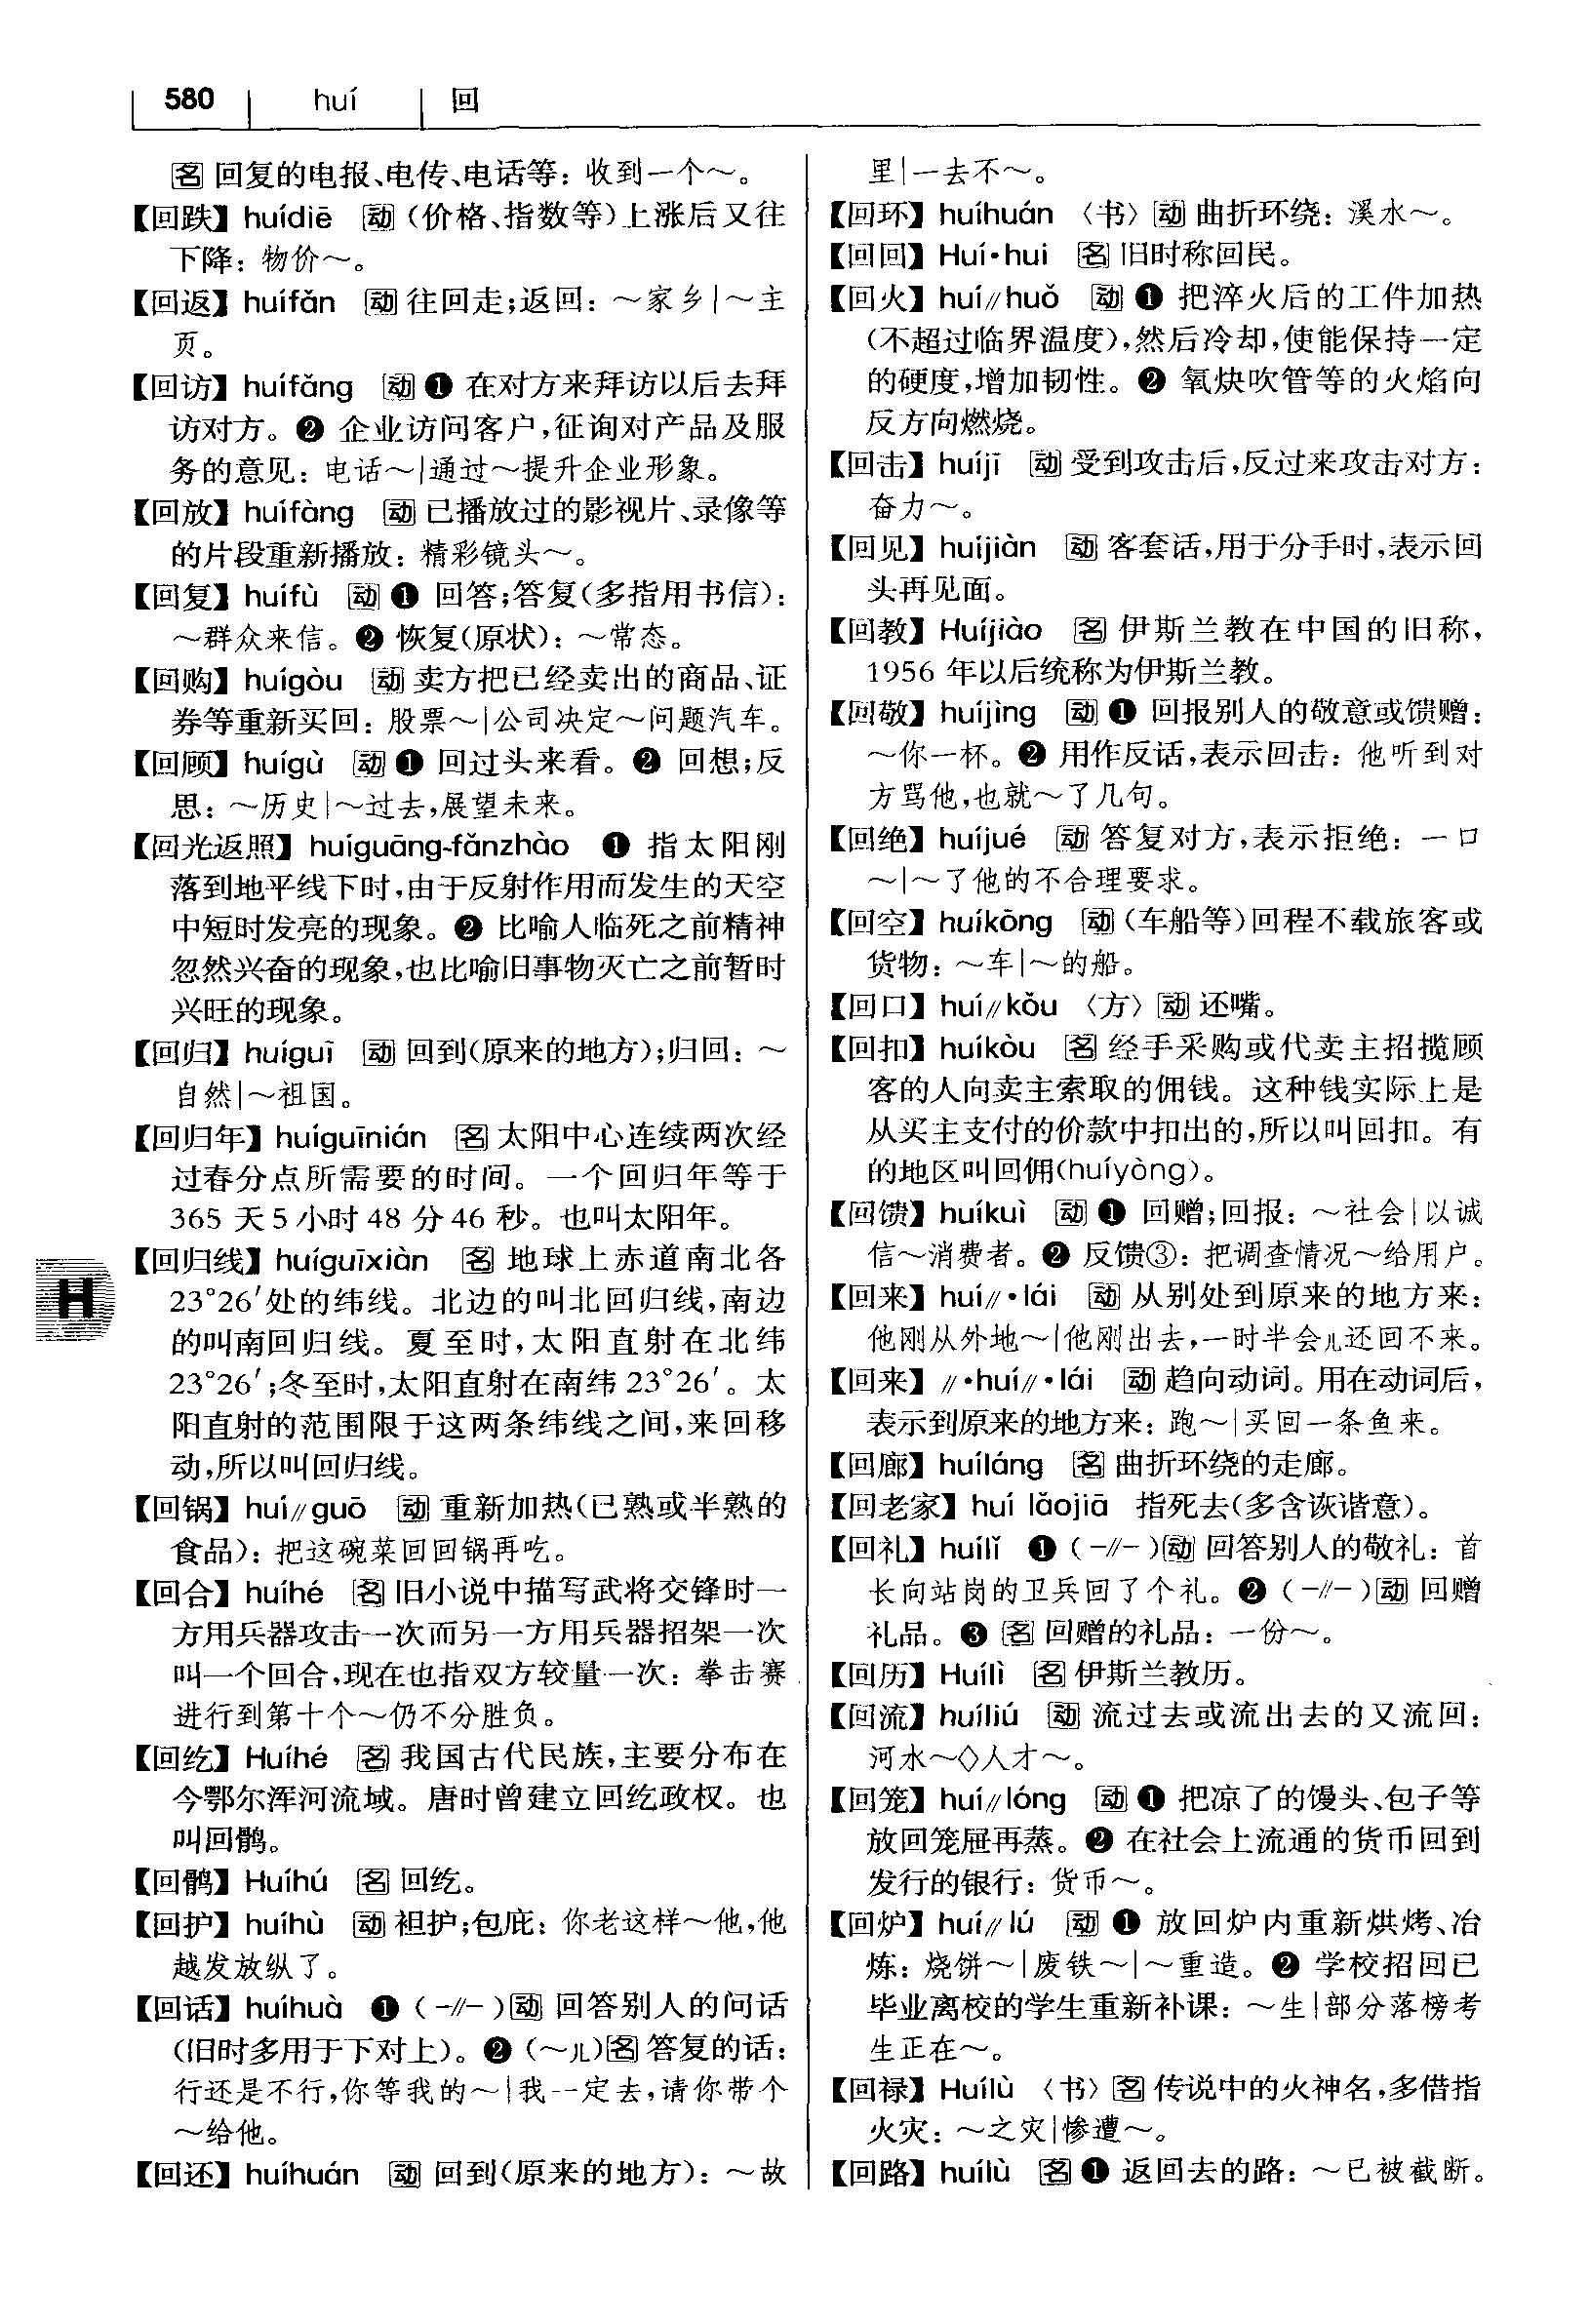 580 huí 回
名 回复的电报、电传、电话等：收到一个～。
【回跌】huídiē 动（价格、指数等）上涨后又往
下降：物价～。
【回返】huífǎn 动 往回走；返回：～家乡|～主
页。
【回访】huífǎng 动 ❶ 在对方来拜访以后去拜
访对方。❷ 企业访问客户，征询对产品及服
务的意见：电话～|通过～提升企业形象。
【回放】huífàng 动 已播放过的影视片、录像等
的片段重新播放：精彩镜头～。
【回复】huífù 动 ❶ 回答；答复（多指用书信）：
～群众来信。❷ 恢复（原状）：～常态。
【回购】huígòu 动 卖方把已经卖出的商品、证
券等重新买回：股票～|公司决定～问题汽车。
【回顾】huígù 动 ❶ 回过头来看。❷ 回想；反
思：～历史|～过去，展望未来。
【回光返照】huíguāng-fǎnzhào ❶ 指太阳刚
落到地平线下时，由于反射作用而发生的天空
中短时发亮的现象。❷ 比喻人临死之前精神
忽然兴奋的现象，也比喻旧事物灭亡之前暂时
兴旺的现象。
【回归】huíguī 动 回到（原来的地方）；归回：～
自然|～祖国。
【回归年】huíguīnián 名 太阳中心连续两次经
过春分点所需要的时间。一个回归年等于
365 天 5 小时 48 分 46 秒。也叫太阳年。
【回归线】huíguīxiàn 名 地球上赤道南北各
23°26′处的纬线。北边的叫北回归线，南边
的叫南回归线。夏至时，太阳直射在北纬
23°26′；冬至时，太阳直射在南纬 23°26′。太
阳直射的范围限于这两条纬线之间，来回移
动，所以叫回归线。
【回锅】huí//guō 动 重新加热（已熟或半熟的
食品）：把这碗菜回回锅再吃。
【回合】huíhé 名 旧小说中描写武将交锋时一
方用兵器攻击一次而另一方用兵器招架一次
叫一个回合，现在也指双方较量一次：拳击赛
进行到第十个～仍不分胜负。
【回纥】Huíhé 名 我国古代民族，主要分布在
今鄂尔浑河流域。唐时曾建立回纥政权。也
叫回鹘。
【回鹘】Huíhú 名 回纥。
【回护】huíhù 动 袒护；包庇：你老这样～他，他
越发放纵了。
【回话】huíhuà ❶（-//-）动 回答别人的问话
（旧时多用于下对上）。❷（～儿）名 答复的话：
行还是不行，你等我的～|我一定去，请你带个
～给他。
【回还】huíhuán 动 回到（原来的地方）：～故
里|一去不～。
【回环】huíhuán〈书〉动 曲折环绕：溪水～。
【回回】Huí·hui 名 旧时称回民。
【回火】huí//huǒ 动 ❶ 把淬火后的工件加热
（不超过临界温度），然后冷却，使能保持一定
的硬度，增加韧性。❷ 氧炔吹管等的火焰向
反方向燃烧。
【回击】huíjī 动 受到攻击后，反过来攻击对方：
奋力～。
【回见】huíjiàn 动 客套话，用于分手时，表示回
头再见面。
【回教】Huíjiào 名 伊斯兰教在中国的旧称，
1956 年以后统称为伊斯兰教。
【回敬】huíjìng 动 ❶ 回报别人的敬意或馈赠：
～你一杯。❷ 用作反话，表示回击：他听到对
方骂他，也就～了几句。
【回绝】huíjué 动 答复对方，表示拒绝：一口
～|～了他的不合理要求。
【回空】huíkōng 动（车船等）回程不载旅客或
货物：～车|～的船。
【回口】huí//kǒu〈方〉动 还嘴。
【回扣】huíkòu 名 经手采购或代卖主招揽顾
客的人向卖主索取的佣钱。这种钱实际上是
从买主支付的价款中扣出的，所以叫回扣。有
的地区叫回佣(huíyòng)。
【回馈】huíkuì 动 ❶ 回赠；回报：～社会|以诚
信～消费者。❷ 反馈③：把调查情况～给用户。
【回来】huí//·lái 动 从别处到原来的地方来：
他刚从外地～|他刚出去，一时半会儿还回不来。
【回来】//·huí//·lái 动 趋向动词。用在动词后，
表示到原来的地方来：跑～|买回一条鱼来。
【回廊】huíláng 名 曲折环绕的走廊。
【回老家】huí lǎojiā 指死去（多含诙谐意）。
【回礼】huílǐ ❶（-//-）动 回答别人的敬礼：首
长向站岗的卫兵回了个礼。❷（-//-）动 回赠
礼品。❸ 名 回赠的礼品：一份～。
【回历】Huílì 名 伊斯兰教历。
【回流】huíliú 动 流过去或流出去的又流回：
河水～◇人才～。
【回笼】huí//lóng 动 ❶ 把凉了的馒头、包子等
放回笼屉再蒸。❷ 在社会上流通的货币回到
发行的银行：货币～。
【回炉】huí//lú 动 ❶ 放回炉内重新烘烤、冶
炼：烧饼～|废铁～|～重造。❷ 学校招回已
毕业离校的学生重新补课：～生|部分落榜考
生正在～。
【回禄】Huílù〈书〉名 传说中的火神名，多借指
火灾：～之灾|惨遭～。
【回路】huílù 名 ❶ 返回去的路：～已被截断。
H